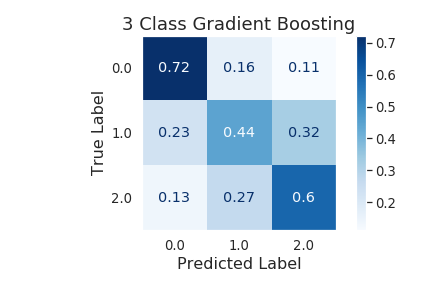 3 Class Gradient Boosting
0.0 0.72 0.16 0.11
1.0 0.23 0.44 0.32
2.0 0.13 0.27 0.6
0.0 1.0 2.0
Predicted Label
True Label
0.7
0.6
0.5
0.4
0.3
0.2